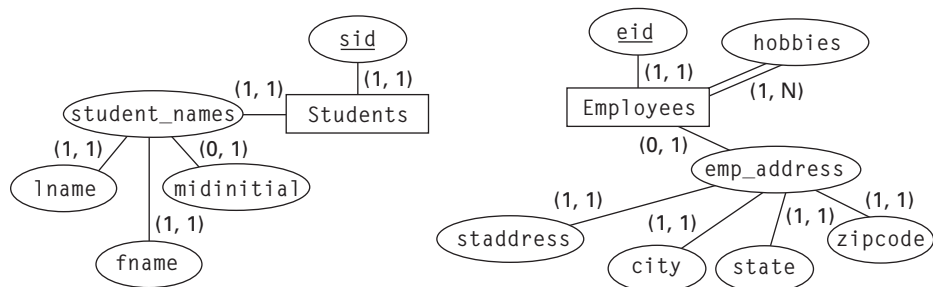 sid
(1, 1)
(1, 1)
student_names
Students
(1, 1)
(0, 1)
lname
midinitial
(1, 1)
fname
eid
hobbies
(1, 1)
(1, N)
Employees
(0, 1)
emp_address
(1, 1)
(1, 1)
(1, 1)
(1, 1)
staddress
zipcode
city
state